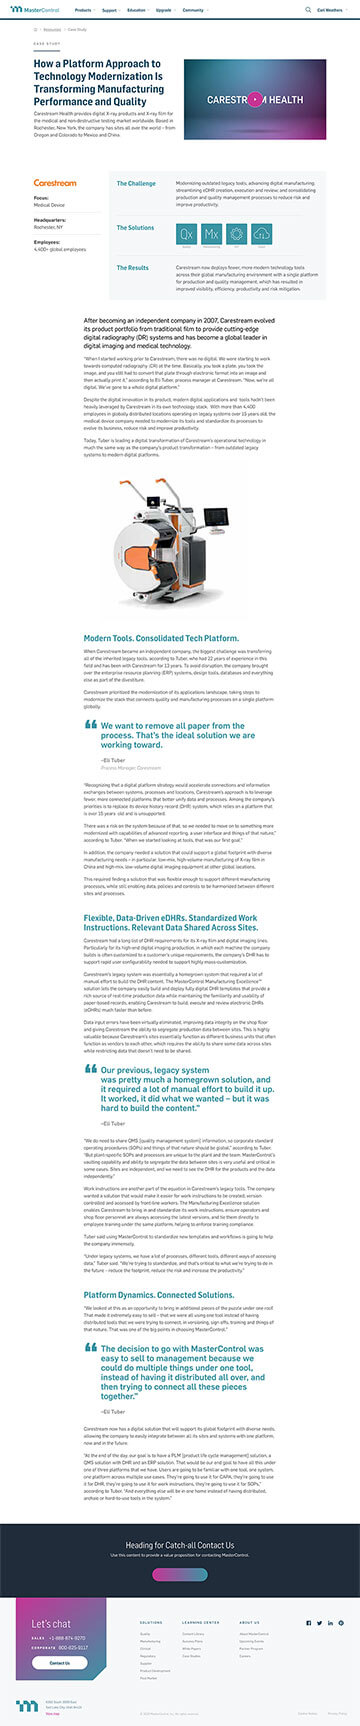 MasterControl
Products
Support
Education
Upgrade
Community
Carl Weathers
Resources
Case Study
CASE STUDY
How a Platform Approach to
Technology Modernization Is
Transforming Manufacturing
Performance and Quality
Carestream Health provides digital X-ray products and X-ray film for
the medical and non-destructive testing market worldwide. Based in
Rochester, New York, the company has sites all over the world – from
Oregon and Colorado to Mexico and China.
CARESTREAM HEALTH
Carestream
Focus:
Medical Device
Headquarters:
Rochester, NY
Employees:
4,400+ global employees
The Challenge
Modernizing outdated legacy tools, advancing digital manufacturing,
streamlining eDHR creation, execution and review and consolidating
production and quality management processes to reduce risk and
improve productivity.
The Solutions
Qx
Mx
The Results
Carestream now deploys fewer, more modern technology tools
across their global manufacturing environment with a single platform
for production and quality management, which has resulted in
improved visibility, efficiency, productivity and risk mitigation.
After becoming an independent company in 2007, Carestream evolved
its product portfolio from traditional film to provide cutting-edge
digital radiography (DR) systems and has become a global leader in
digital imaging and medical technology.
"When I started working prior to Carestream, there was no digital. We were starting to work
towards computed radiography (CR) at the time. Basically, you took a plate, you took the
image, and you still had to convert that plate through electronic format into an image and
then actually print it," according to Eli Tuber, process manager at Carestream. "Now, we're all
digital. We've gone to a whole digital platform."
Despite the digital innovation in its product, modern digital applications and tools hadn't been
heavily leveraged by Carestream in its own technology stack. With more than 4,400
employees in globally distributed locations operating on legacy systems over 15 years old the
medical device company needed to modernize its tools and standardize its processes to
evolve its business, reduce risk and improve productivity.
Today, Tuber is leading a digital transformation of Carestream's operational technology in
much the same way as the company's product transformation – from outdated legacy
systems to modern digital platforms.
Modern Tools. Consolidated Tech Platform.
When Carestream became an independent company, the biggest challenge was transferring
all of the inherited legacy tools, according to Tuber, who had 22 years of experience in this
field and has been with Carestream for 13 years. To avoid disruption, the company brought
over the enterprise resource planning (ERP) systems, design tools, databases and everything
else as part of the divestiture.
Carestream prioritized the modernization of its applications landscape, taking steps to
modernize the stack that connects quality and manufacturing processes on a single platform
globally.
“ We want to remove all paper from the
process. That's the ideal solution we are
working toward.
–Eli Tuber
Process Manager, Carestream
"Recognizing that a digital platform strategy would accelerate connections and information
exchanges between systems, processes and locations, Carestream's approach is to leverage
fewer, more connected platforms that better unify data and processes. Among the company's
priorities is to replace its device history record (DHR) system, which relies on a platform that
is over 15 years old and is unsupported.
There was a risk on the system because of that, so we needed to move on to something more
modernized with capabilities of advanced reporting, a user interface and things of that nature,"
according to Tuber. "When we started looking at tools, that was our first goal."
In addition, the company needed a solution that could support a global footprint with diverse
manufacturing needs – in particular, low-mix, high-volume manufacturing of X-ray film in
China and high-mix, low-volume digital imaging equipment at other global locations.
This required finding a solution that was flexible enough to support different manufacturing
processes, while still enabling data, policies and controls to be harmonized between different
sites and processes.
Flexible, Data-Driven eDHRs. Standardized Work
Instructions. Relevant Data Shared Across Sites.
Carestream had a long list of DHR requirements for its X-ray film and digital imaging lines.
Particularly for its high-end digital imaging production, in which each machine the company
builds is often customized to a customer's unique requirements, the company's DHR has to
support rapid user configurability needed to support highly mass-customization.
Carestream's legacy system was essentially a homegrown system that required a lot of
manual effort to build the DHR content. The MasterControl Manufacturing Excellence™
solution lets the company easily build and deploy fully digital DHR templates that provide a
rich source of real-time production data while maintaining the familiarity and usability of
paper-based records, enabling Carestream to build, execute and review electronic DHRs
(eDHRs) much faster than before.
Data input errors have been virtually eliminated, improving data integrity on the shop floor
and giving Carestream the ability to segregate production data between sites. This is highly
valuable because Carestream's sites essentially function as different business units that often
function as vendors to each other, which requires the ability to share some data across sites
while restricting data that doesn't need to be shared.
“ Our previous, legacy system
was pretty much a homegrown solution, and
it required a lot of manual effort to build it up.
It worked, it did what we wanted – but it was
hard to build the content."
–Eli Tuber
"We do need to share QMS [quality management system] information, so corporate standard
operating procedures (SOPs) and things of that nature should be global," according to Tuber.
"But plant-specific SOPs and processes are unique to the plant and the team. MasterControl's
vaulting capability and ability to segregate the data between sites is very useful and critical in
some cases. Sites are independent, and we need to see the DHR for the products and the data
independently."
Work instructions are another part of the equation in Carestream's legacy tools. The company
wanted a solution that would make it easier for work instructions to be created, version
controlled and accessed by front-line workers. The Manufacturing Excellence solution
enables Carestream to bring in and standardize its work instructions, ensure operators and
shop floor personnel are always accessing the latest versions, and tie them directly to
employee training under the same platform, helping to enforce training compliance.
Tuber said using MasterControl to standardize new templates and workflows is going to help
the company immensely.
"Under legacy systems, we have a lot of processes, different tools, different ways of accessing
data," Tuber said. "We're trying to standardize, and that's critical to what we're trying to do in
the future – reduce the footprint, reduce the risk and increase the productivity."
Platform Dynamics. Connected Solutions.
"We looked at this as an opportunity to bring in additional pieces of the puzzle under one roof.
That made it extremely easy to sell – that we were all using one tool instead of having
distributed tools that we were trying to connect, in versioning, sign offs, training and things of
that nature. That was one of the big points in choosing MasterControl."
“ The decision to go with MasterControl was
easy to sell to management because we
could do multiple things under one tool,
instead of having it distributed all over, and
then trying to connect all these pieces
together."
–Eli Tuber
Carestream now has a digital solution that will support its global footprint with diverse needs,
allowing the company to easily integrate between all its sites and systems with one platform,
now and in the future.
"At the end of the day, our goal is to have a PLM [product life cycle management] solution, a
QMS solution with DHR and an ERP solution. That would be our end goal to have all this under
one of three platforms that we have. Users are going to be familiar with one tool, one system,
one platform across multiple use cases. They're going to use it for CAPA, they're going to use
it for DHR, they're going to use it for work instructions, they're going to use it for SOPs,"
according to Tuber. "And everything else will be in one home instead of having distributed,
archaic or hard-to-use tools in the system."
Heading for Catch-all Contact Us
Use this content to provide a value proposition for contacting MasterControl.
Let's chat
SALES +1-888-874-9270
CORPORATE 800-825-9117
Contact Us
SOLUTIONS
Quality
Manufacturing
Clinical
Regulatory
Supplier
Product Development
Post Market
LEARNING CENTER
Content Library
Success Plans
White Papers
Case Studies
ABOUT US
About MasterControl
Upcoming Events
Partner Program
Careers
View map